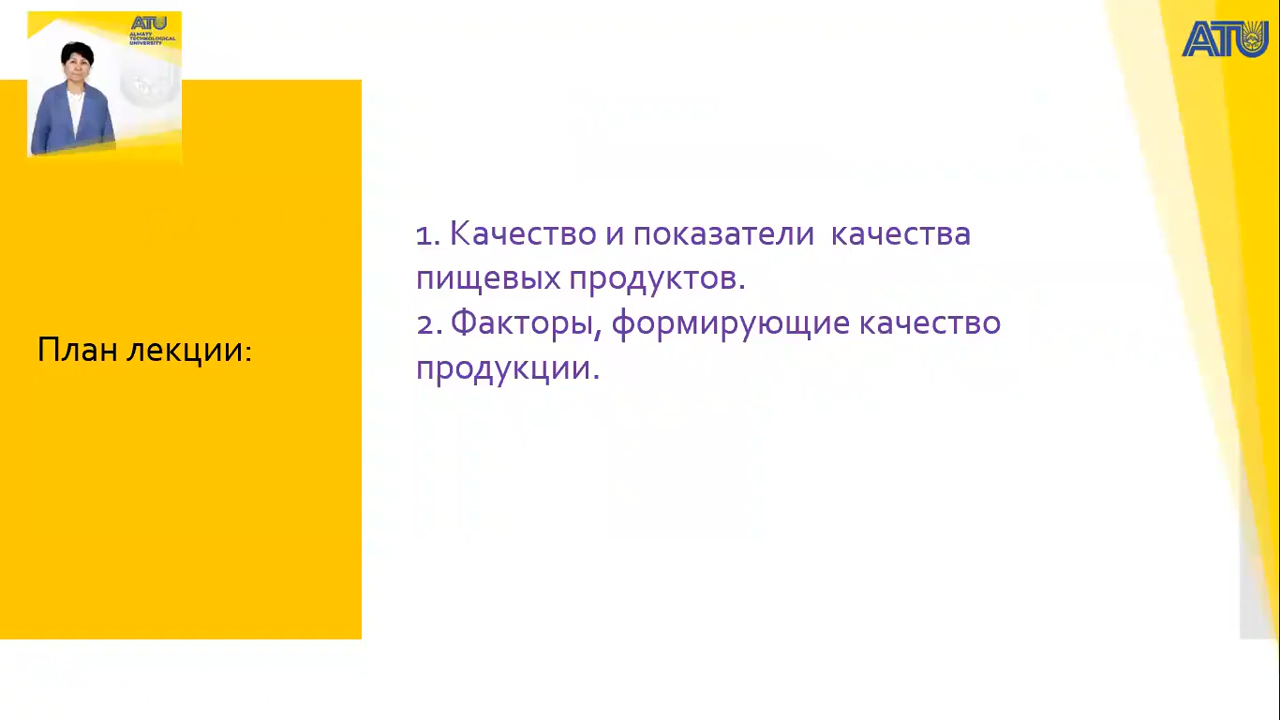 ATU
ALMATY
TECHNOLOGICAL
UNIVERSITY
ATU
План лекции:
1. Качество и показатели качества
пищевых продуктов.
2. Факторы, формирующие качество
продукции.